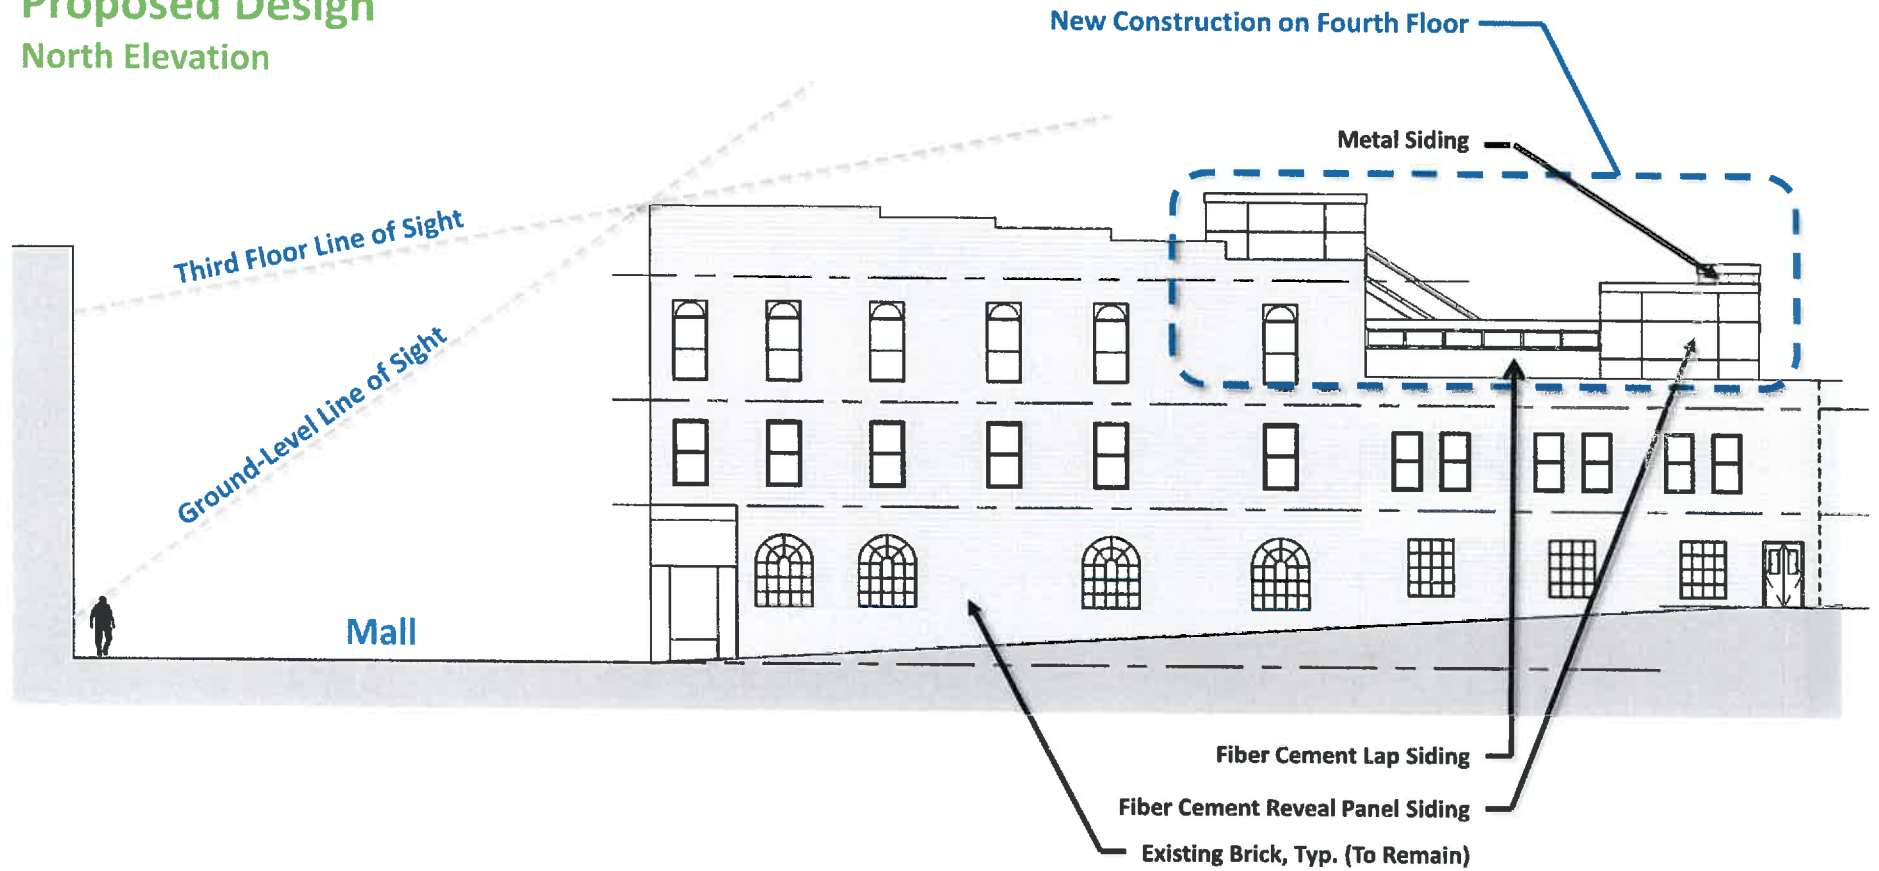 Proposed Design
North Elevation
New Construction on Fourth Floor
Metal Siding
Third Floor Line of Sight
Ground-Level Line of Sight
Mall
Fiber Cement Lap Siding
Fiber Cement Reveal Panel Siding
Existing Brick, Typ. (To Remain)